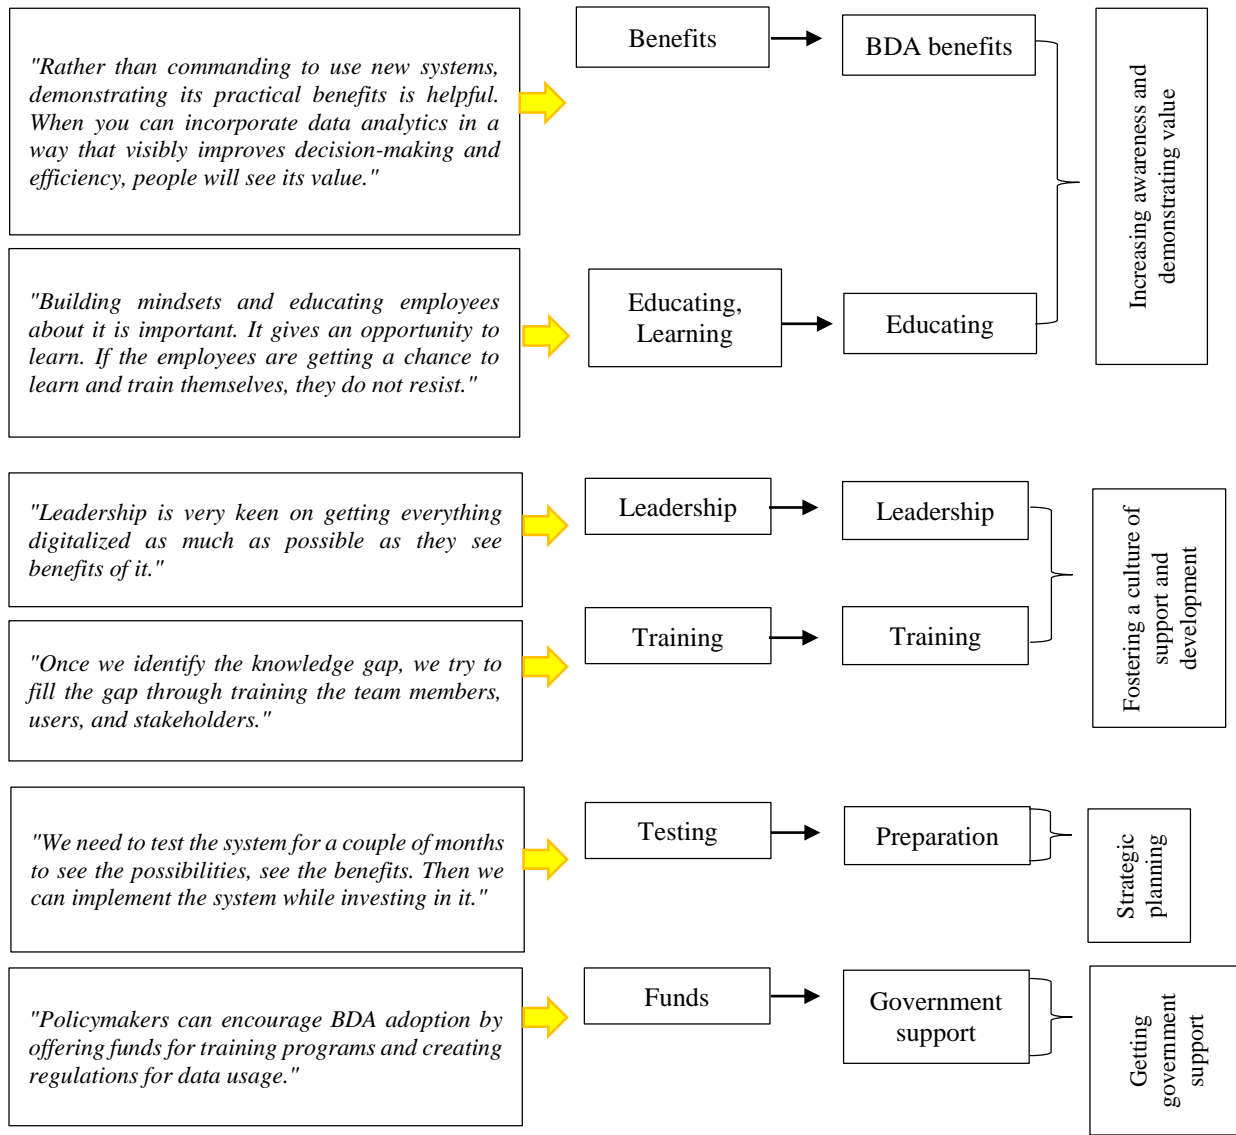 "Rather than commanding to use new systems,
demonstrating its practical benefits is helpful.
When you can incorporate data analytics in a
way that visibly improves decision-making and
efficiency, people will see its value."
Benefits
BDA benefits
Increasing awareness and
demonstrating value
"Building mindsets and educating employees
about it is important. It gives an opportunity to
learn. If the employees are getting a chance to
learn and train themselves, they do not resist."
Educating,
Learning
Educating
"Leadership is very keen on getting everything
digitalized as much as possible as they see
benefits of it."
Leadership
Leadership
Fostering a culture of
support and
development
"Once we identify the knowledge gap, we try to
fill the gap through training the team members,
users, and stakeholders."
Training
Training
"We need to test the system for a couple of months
to see the possibilities, see the benefits. Then we
can implement the system while investing in it."
Testing
Preparation
Strategic
planning
"Policymakers can encourage BDA adoption by
offering funds for training programs and creating
regulations for data usage."
Funds
Government
support
Getting
government
support